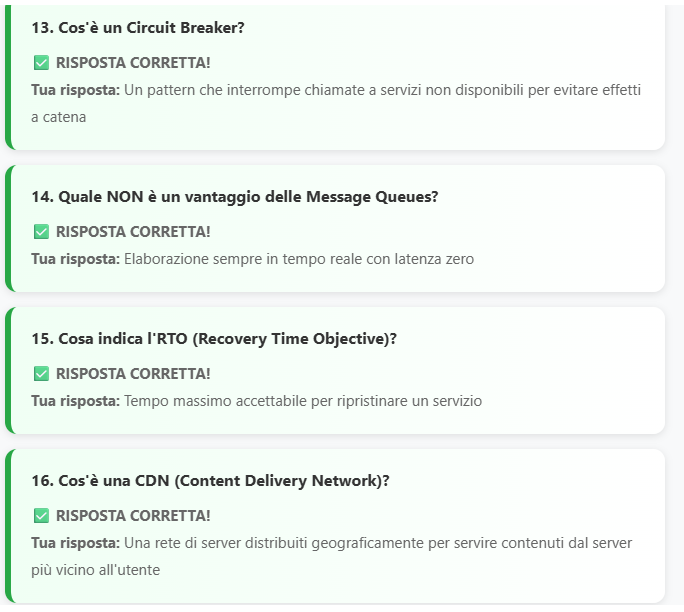 13. Cos'è un Circuit Breaker?
✅ RISPOSTA CORRETTA!
Tua risposta: Un pattern che interrompe chiamate a servizi non disponibili per evitare effetti
a catena
14. Quale NON è un vantaggio delle Message Queues?
✅ RISPOSTA CORRETTA!
Tua risposta: Elaborazione sempre in tempo reale con latenza zero
15. Cosa indica l'RTO (Recovery Time Objective)?
✅ RISPOSTA CORRETTA!
Tua risposta: Tempo massimo accettabile per ripristinare un servizio
16. Cos'è una CDN (Content Delivery Network)?
✅ RISPOSTA CORRETTA!
Tua risposta: Una rete di server distribuiti geograficamente per servire contenuti dal server
più vicino all'utente